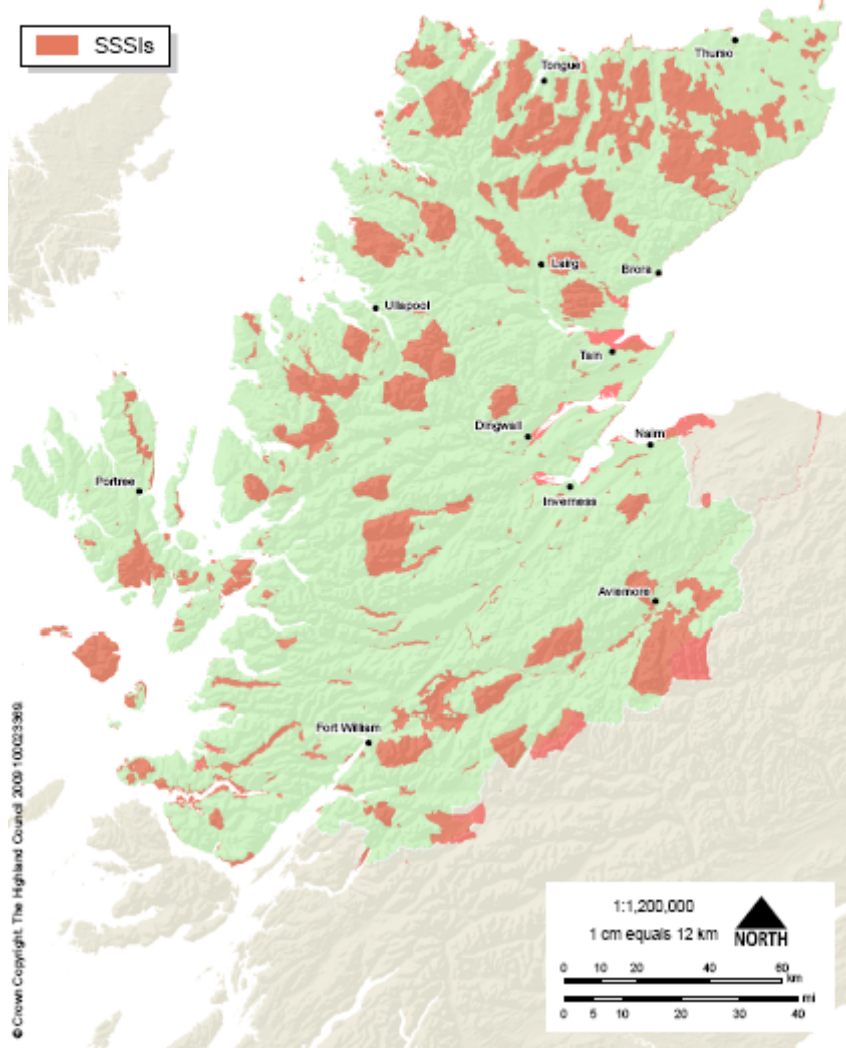 SSSIs
Thurso
Tongue
Lairg
Brora
Ullapool
Tain
Dingwall
Nairn
Portree
Inverness
Aviemore
Fort William
© Crown Copyright. The Highland Council 2009 100023369.
1:1,200,000
1 cm equals 12 km
NORTH
0 10 20 40 60
km
mi
0 5 10 20 30 40